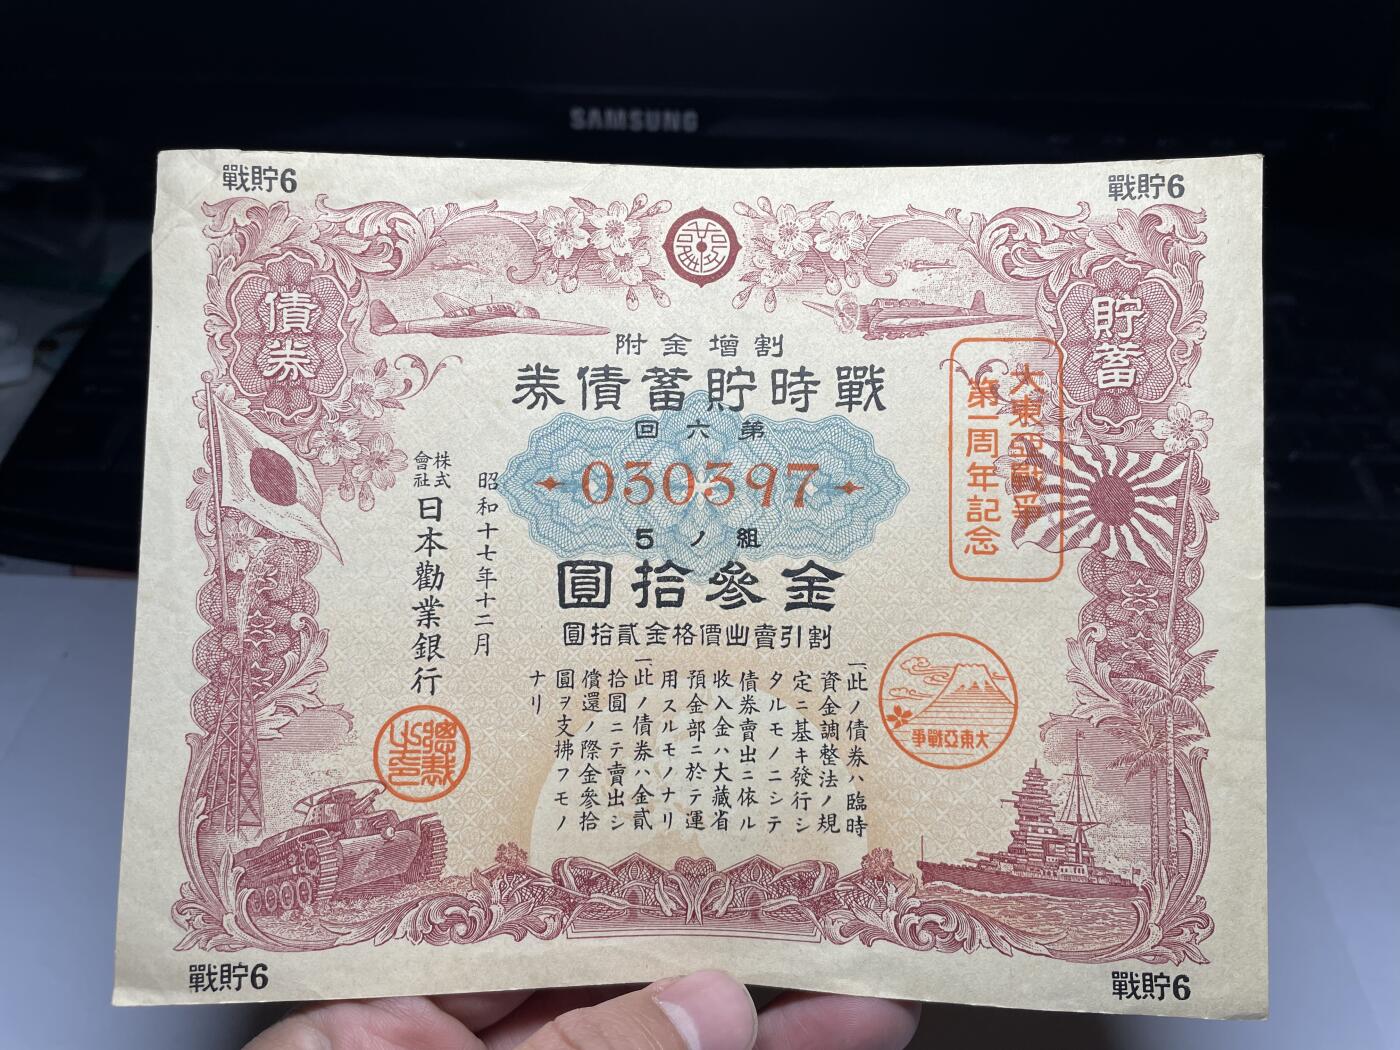 SAMSUNG
戰貯6
戰貯6
債券
貯蓄
附金增割
券債蓄貯時戰
回六第
030397
5ノ組
圓拾參金
圓拾貳金格價出賣引割
大東亞戰爭
第一周年記念
一此ノ債券ハ臨時
資金調整法ノ規
定ニ基キ發行シ
タルモノニシテ
債券賣出ニ依ル
收入金ハ大藏省
預金部ニ於テ運
用スルモノナリ
一此ノ債券ハ金貳
拾圓ニテ賣出シ
償還ノ際金參拾
圓ヲ支拂フモノ
ナリ
昭和十七年十二月
株式會社日本勸業銀行
爭戰亞東大
戰貯6
戰貯6